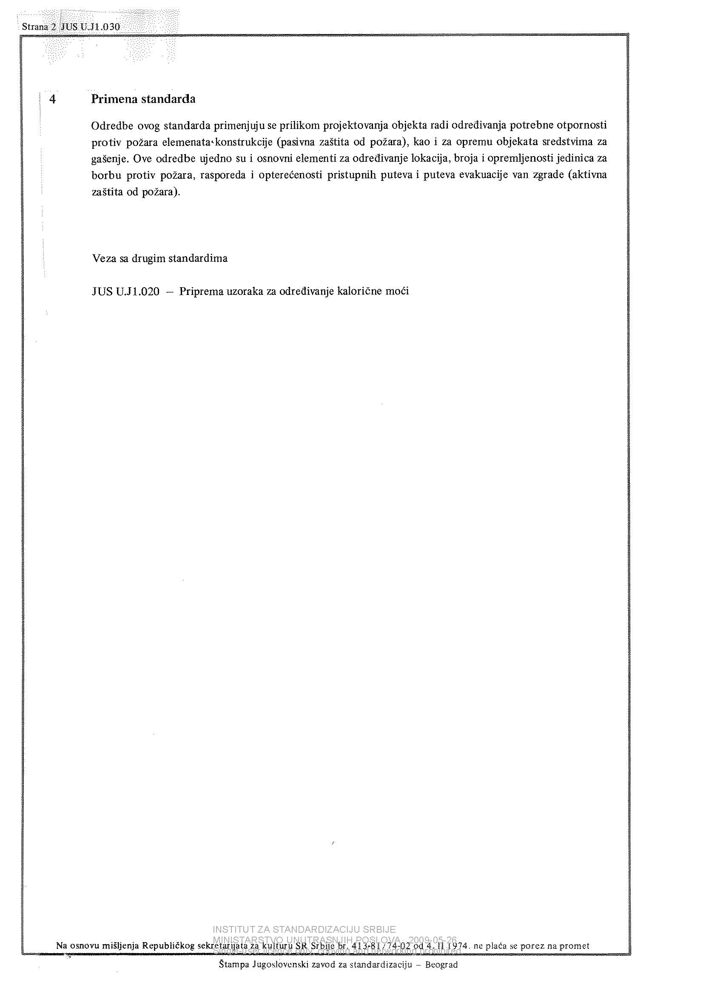 Strana 2 JUS U.J1.030
4 Primena standarda
Odredbe ovog standarda primenjuju se prilikom projektovanja objekta radi određivanja potrebne otpornosti
protiv požara elemenata konstrukcije (pasivna zaštita od požara), kao i za opremu objekata sredstvima za
gašenje. Ove odredbe ujedno su i osnovni elementi za određivanje lokacija, broja i opremljenosti jedinica za
borbu protiv požara, rasporeda i opterećenosti pristupnih puteva i puteva evakuacije van zgrade (aktivna
zaštita od požara).
Veza sa drugim standardima
JUS U.J1.020 – Priprema uzoraka za određivanje kalorične moći
INSTITUT ZA STANDARDIZACIJU SRBIJE
MINISTARSTVO UNUTRASNJIH POSLOVA, 2009-05-26
Na osnovu mišljenja Republičkog sekretarijata za kulturu SR Srbije br. 413-81/74-02 od 4. II 1974. ne plaća se porez na promet
Single-user licence only, copying and networking prohibited
Štampa Jugoslovenski zavod za standardizaciju – Beograd